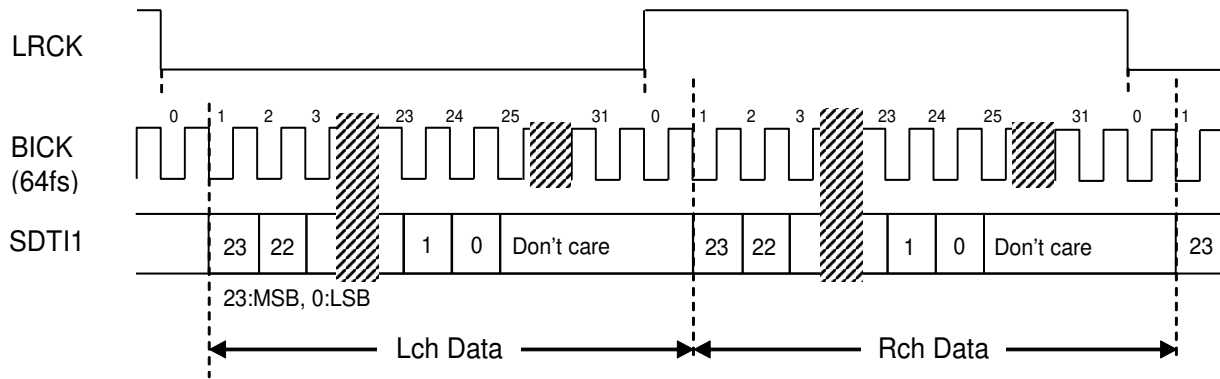 LRCK
0 1 2 3 23 24 25 31 0 1 2 3 23 24 25 31 0 1
BICK
(64fs)
SDTI1 23 22 1 0 Don't care 23 22 1 0 Don't care 23
23:MSB, 0:LSB
Lch Data Rch Data